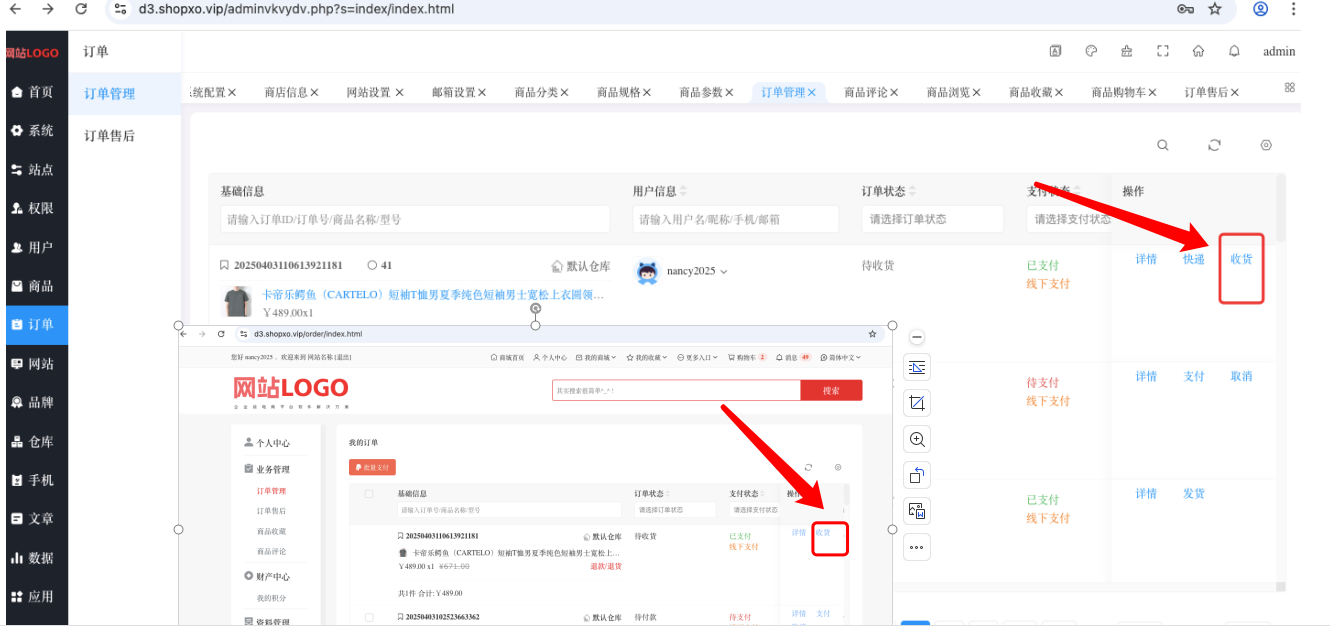 d3.shopxo.vip/adminvkvydv.php?s=index/index.html
网站LOGO
订单
admin
首页
订单管理
系统配置
商店信息
网站设置
邮箱设置
商品分类
商品规格
商品参数
订单管理
商品评论
商品浏览
商品收藏
商品购物车
订单售后
系统
订单售后
站点
权限
用户
商品
订单
网站
品牌
仓库
手机
文章
数据
应用
基础信息
用户信息
订单状态
支付状态
操作
请输入订单ID/订单号/商品名称/型号
请输入用户名/昵称/手机/邮箱
请选择订单状态
请选择支付状态
20250403110613921181
41
默认仓库
nancy2025
待收货
已支付
线下支付
详情 快递 收货
卡帝乐鳄鱼（CARTELO）短袖T恤男夏季纯色短袖男士宽松上衣圆领…
￥489.00x1
待支付
线下支付
详情 支付 取消
已支付
线下支付
详情 发货
d3.shopxo.vip/order/index.html
您好 nancy2025，欢迎来到 网站名称 [退出]
商城首页
个人中心
我的商城
我的收藏
更多入口
购物车 2
消息 49
简体中文
网站LOGO
企业级电商平台软件解决方案
其实搜索很简单^_^!
搜索
个人中心
业务管理
订单管理
订单售后
商品收藏
商品评论
财产中心
我的积分
资料管理
我的订单
批量支付
基础信息
订单状态
支付状态
请输入订单号/商品名称/型号
请选择订单状态
请选择支付状态
20250403110613921181
默认仓库
待收货
已支付
线下支付
详情 收货
卡帝乐鳄鱼（CARTELO）短袖T恤男夏季纯色短袖男士宽松上…
￥489.00 x1 ¥671.00
退款/退货
共1件 合计:￥489.00
20250403102523663362
默认仓库
待付款
待支付
详情 支付